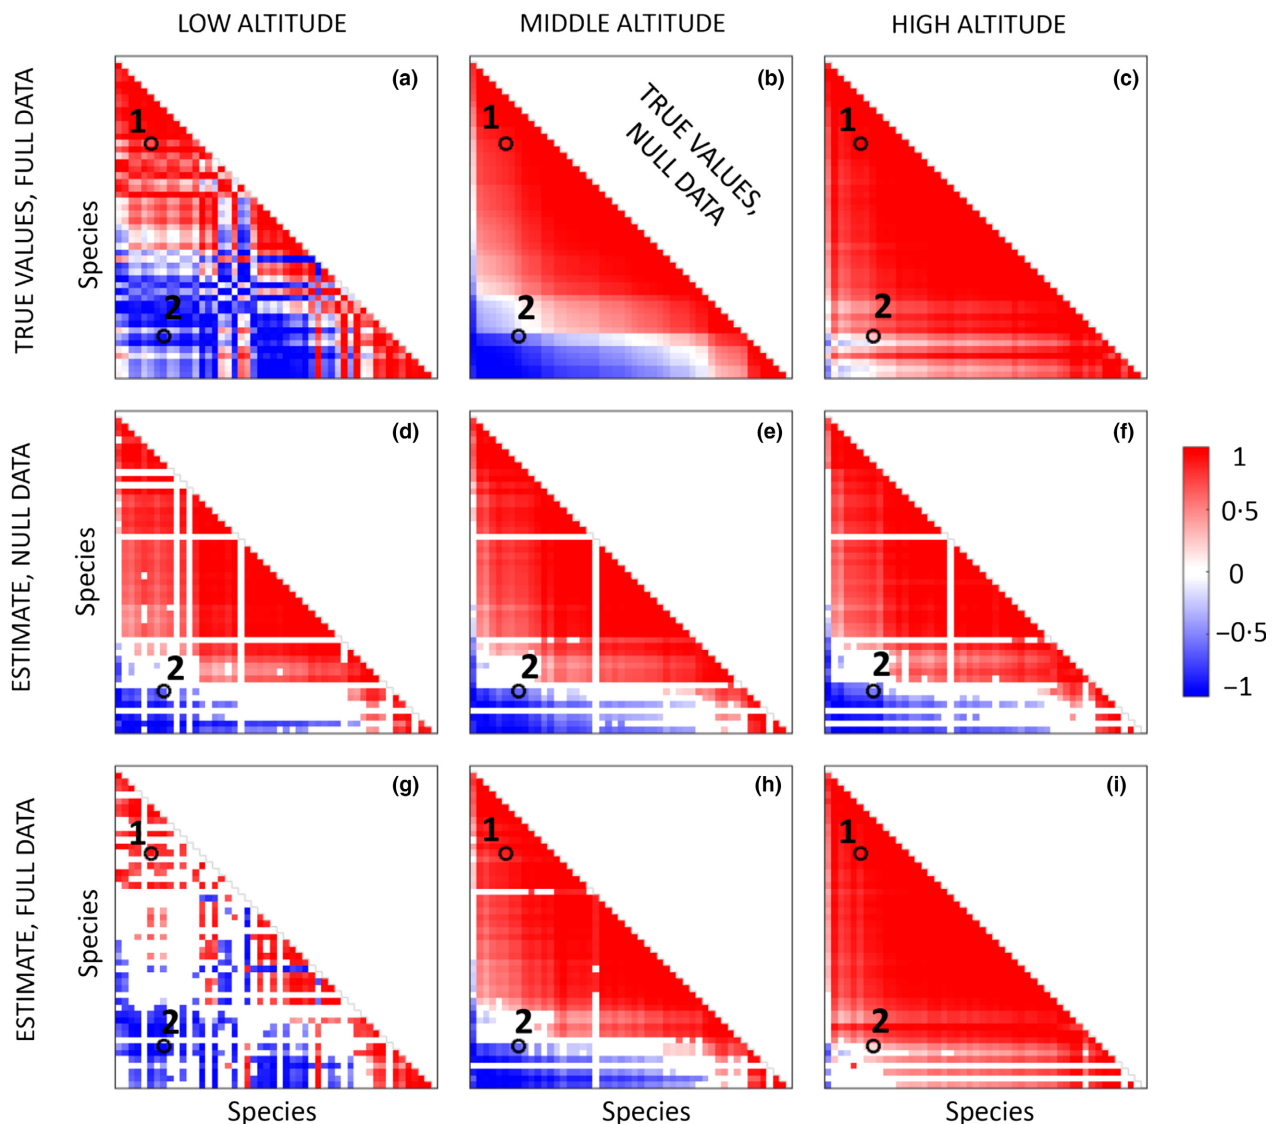 LOW ALTITUDE
MIDDLE ALTITUDE
HIGH ALTITUDE
TRUE VALUES, FULL DATA
Species
(a)
1
2
(b)
1
2
TRUE VALUES,
NULL DATA
(c)
1
2
ESTIMATE, NULL DATA
Species
(d)
2
(e)
2
(f)
2
1
0·5
0
−0·5
−1
ESTIMATE, FULL DATA
Species
(g)
1
2
(h)
1
2
(i)
1
2
Species
Species
Species